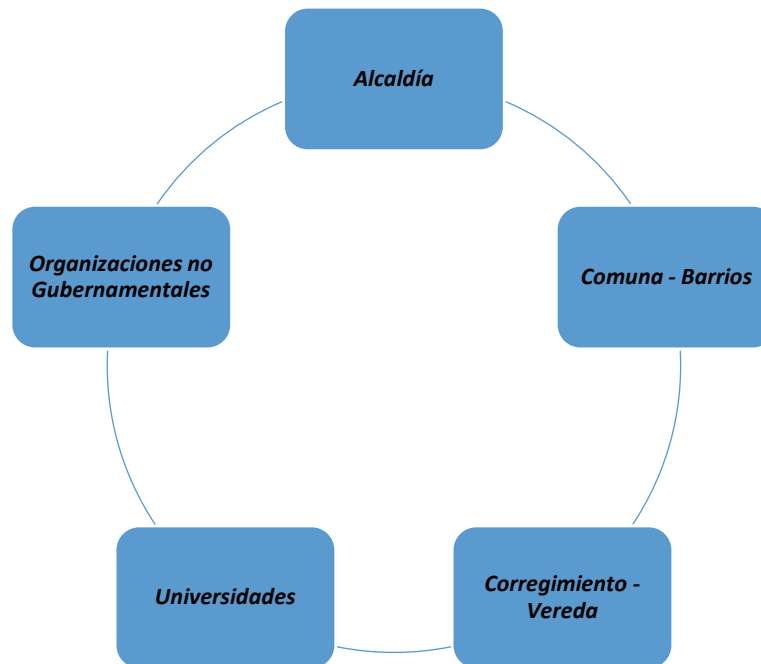 Alcaldía
Organizaciones no
Gubernamentales
Comuna - Barrios
Universidades
Corregimiento -
Vereda